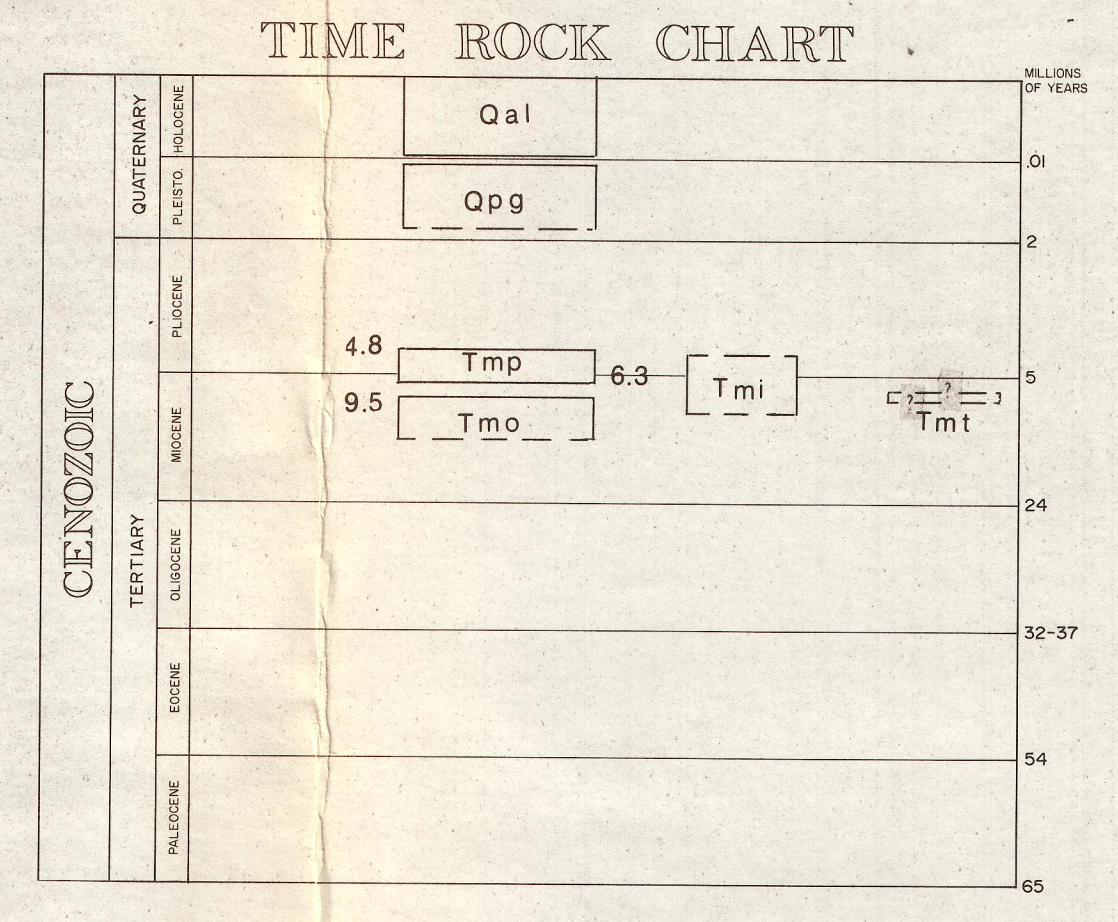 TIME ROCK CHART
MILLIONS
OF YEARS
CENOZOIC
QUATERNARY
HOLOCENE
Qal
.01
PLEISTO.
Qpg
2
TERTIARY
PLIOCENE
4.8
Tmp
6.3
Tmi
5
? ?
Tmt
MIOCENE
9.5
Tmo
24
OLIGOCENE
32-37
EOCENE
54
PALEOCENE
65